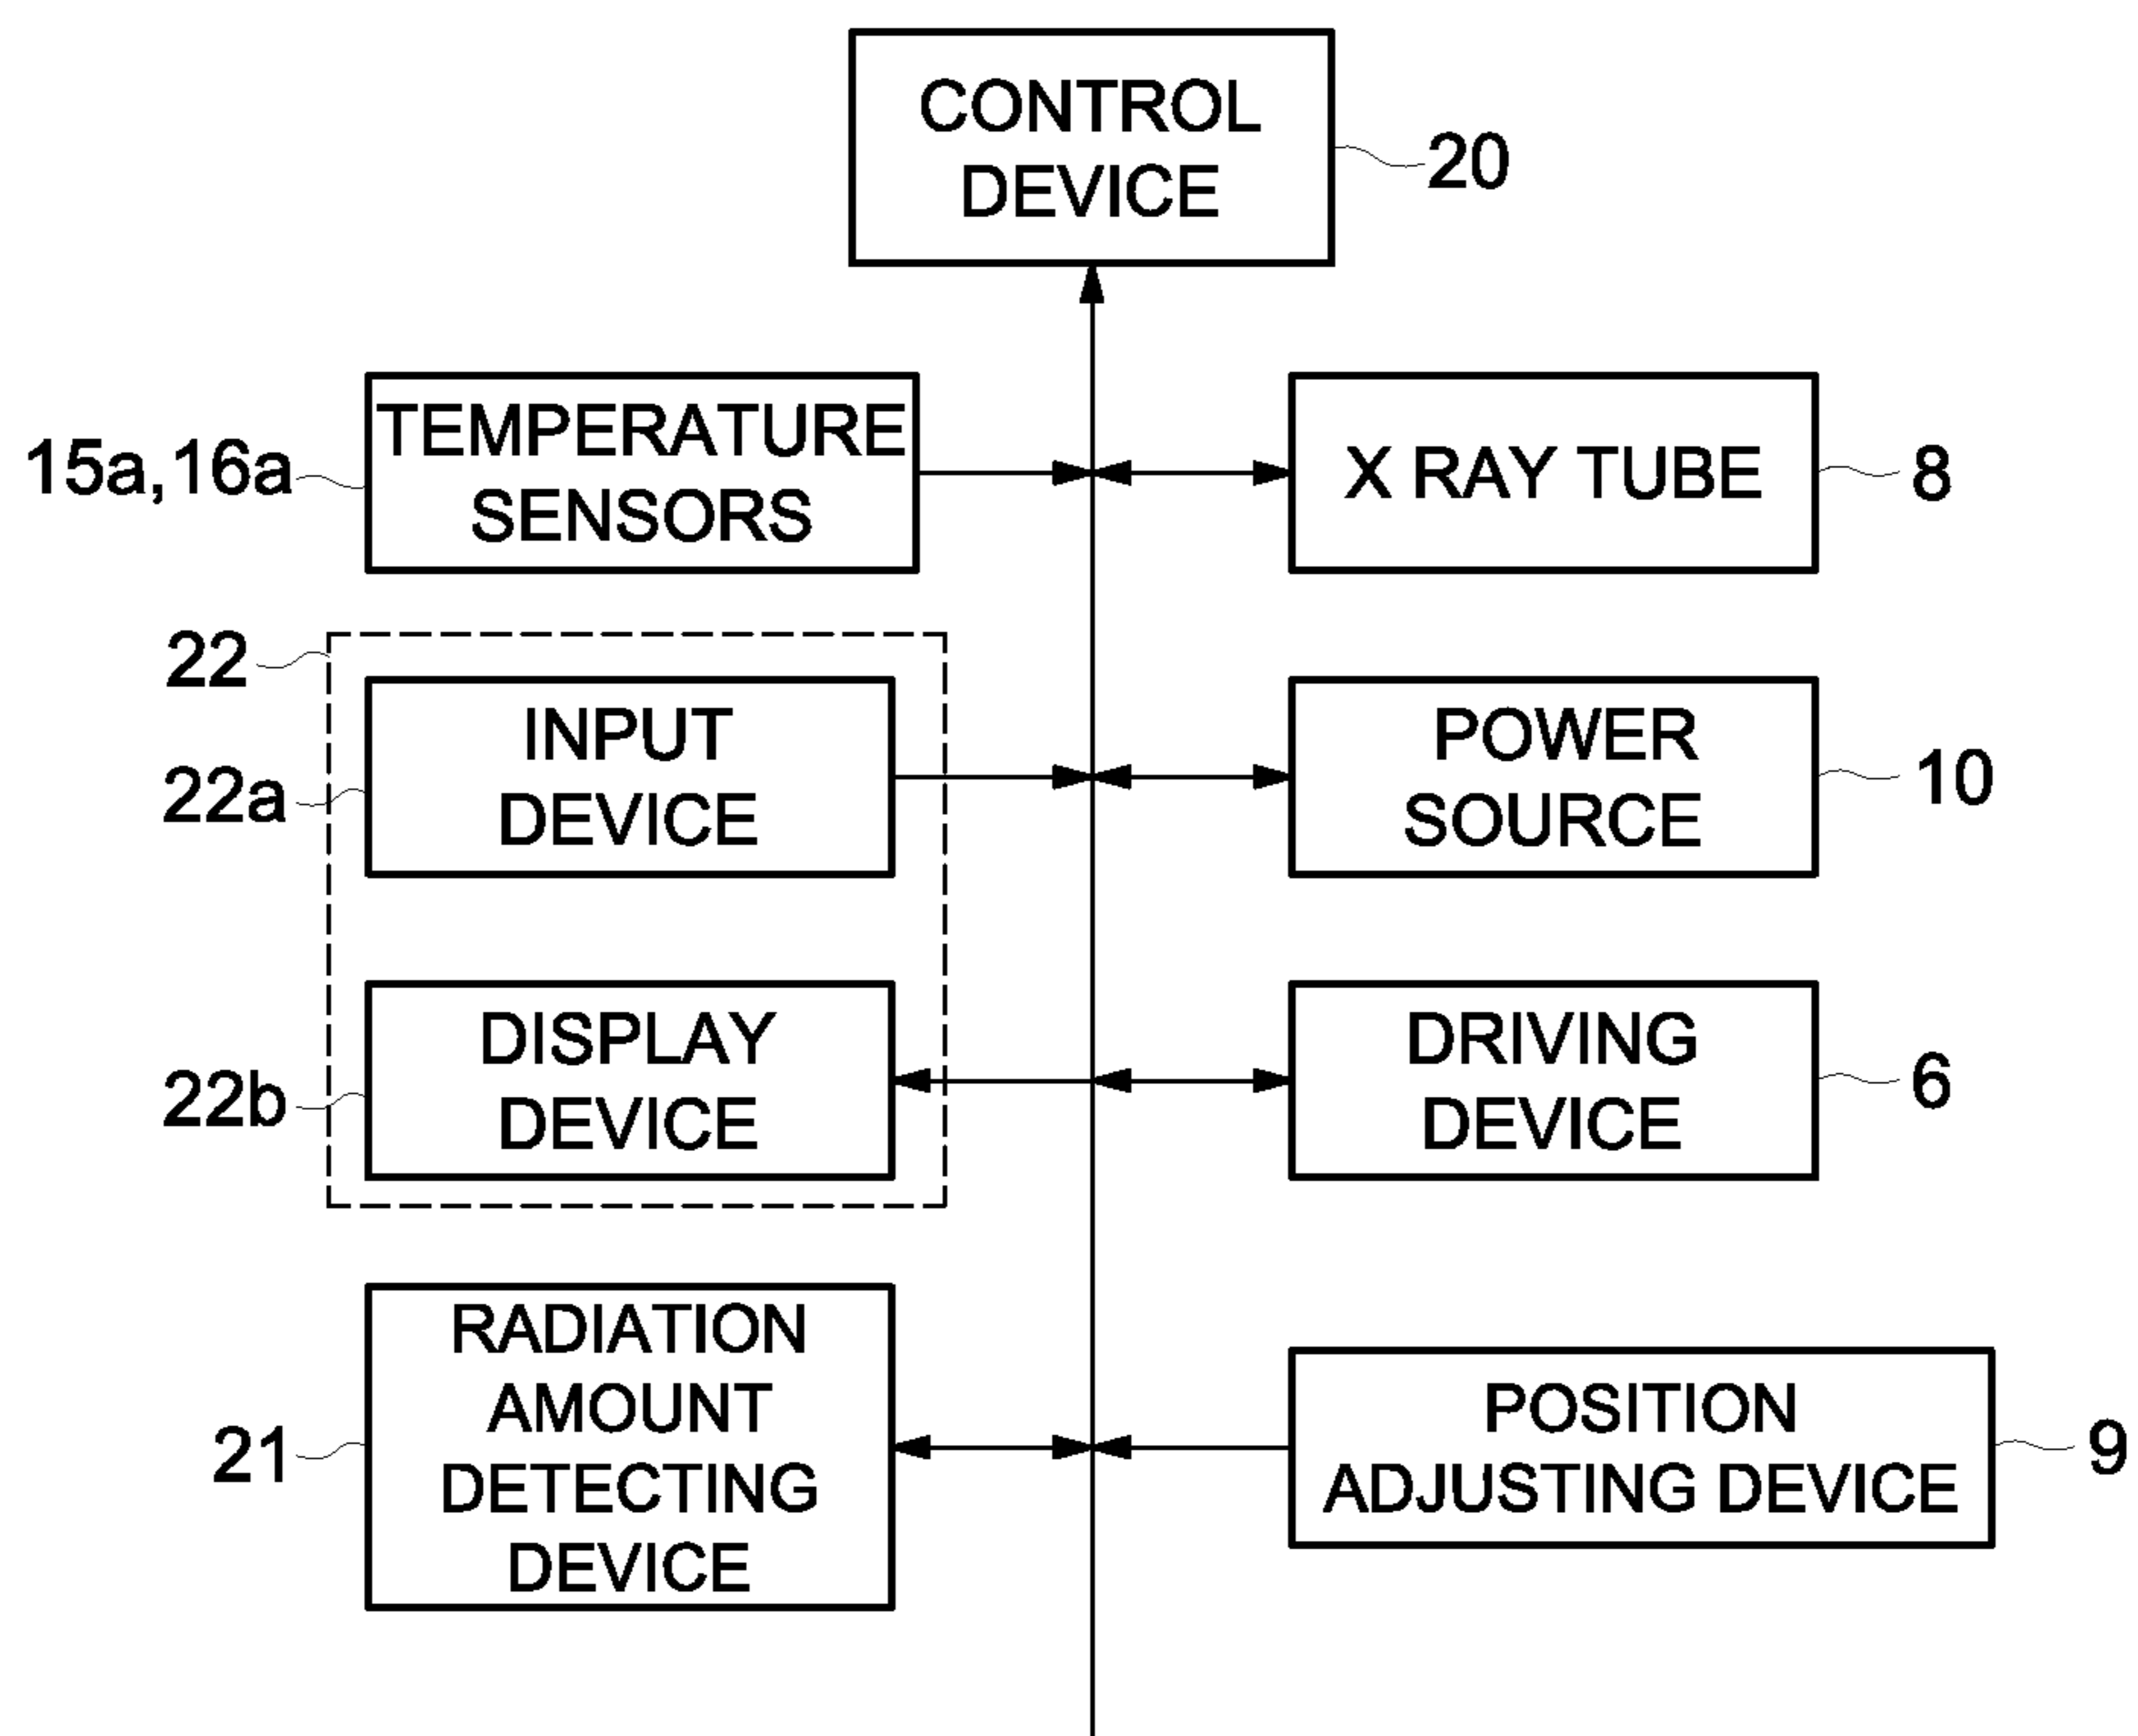 CONTROL
DEVICE
20
TEMPERATURE
SENSORS
15a,16a
X RAY TUBE
8
22
INPUT
DEVICE
22a
POWER
SOURCE
10
DISPLAY
DEVICE
22b
DRIVING
DEVICE
6
RADIATION
AMOUNT
DETECTING
DEVICE
21
POSITION
ADJUSTING DEVICE
9